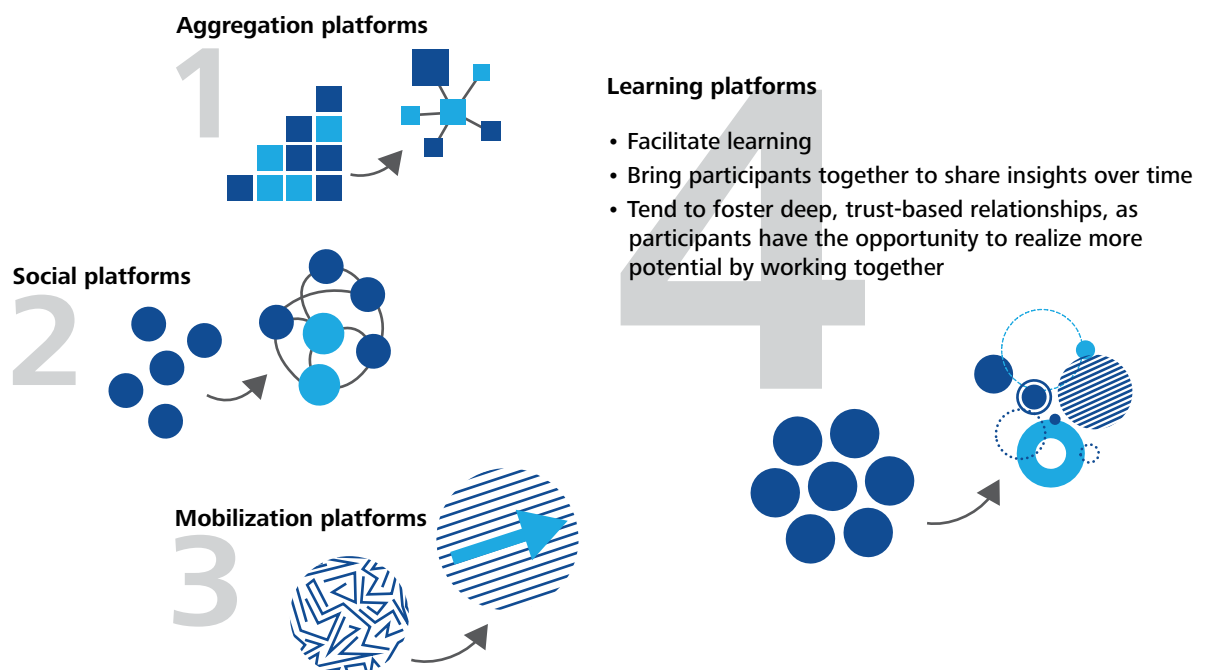 Aggregation platforms
1
Social platforms
2
Mobilization platforms
3
Learning platforms
4
• Facilitate learning
• Bring participants together to share insights over time
• Tend to foster deep, trust-based relationships, as
participants have the opportunity to realize more
potential by working together